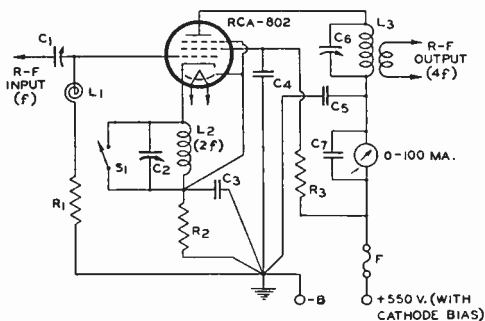 RCA-802
L3
C6
C1
R-F
OUTPUT
(4f)
R-F
INPUT
(f)
L1
C4
C5
L2
(2f)
S1
C2
C7
0-100 MA.
C3
R3
R1
R2
F
-B
+550 V. (WITH
CATHODE BIAS)